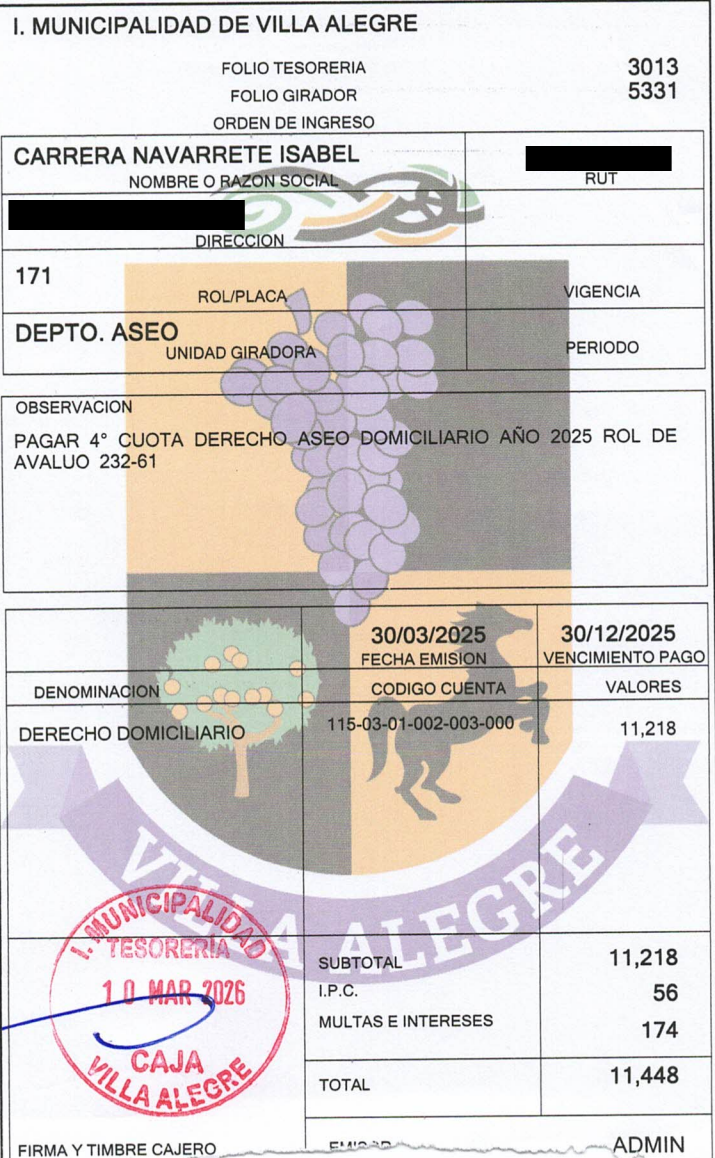 I. MUNICIPALIDAD DE VILLA ALEGRE
FOLIO TESORERIA 3013
FOLIO GIRADOR 5331
ORDEN DE INGRESO
CARRERA NAVARRETE ISABEL
NOMBRE O RAZON SOCIAL RUT
DIRECCION
171
ROL/PLACA VIGENCIA
DEPTO. ASEO
UNIDAD GIRADORA PERIODO
OBSERVACION
PAGAR 4° CUOTA DERECHO ASEO DOMICILIARIO AÑO 2025 ROL DE
AVALUO 232-61
30/03/2025 30/12/2025
FECHA EMISION VENCIMIENTO PAGO
DENOMINACION CODIGO CUENTA VALORES
DERECHO DOMICILIARIO 115-03-01-002-003-000 11,218
VILLA ALEGRE
I. MUNICIPALIDAD
TESORERÍA
10 MAR 2026
CAJA
VILLA ALEGRE
SUBTOTAL 11,218
I.P.C. 56
MULTAS E INTERESES 174
TOTAL 11,448
FIRMA Y TIMBRE CAJERO
ADMIN